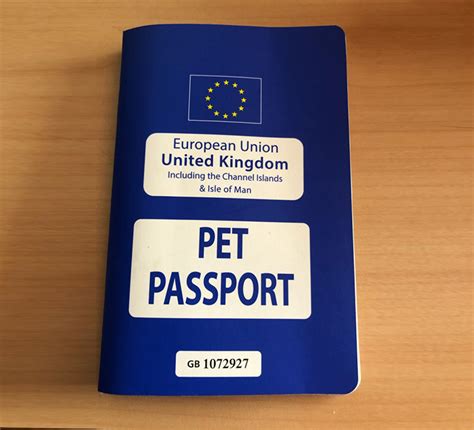 European Union
United Kingdom
Including the Channel Islands
& Isle of Man
PET
PASSPORT
GB 1072927